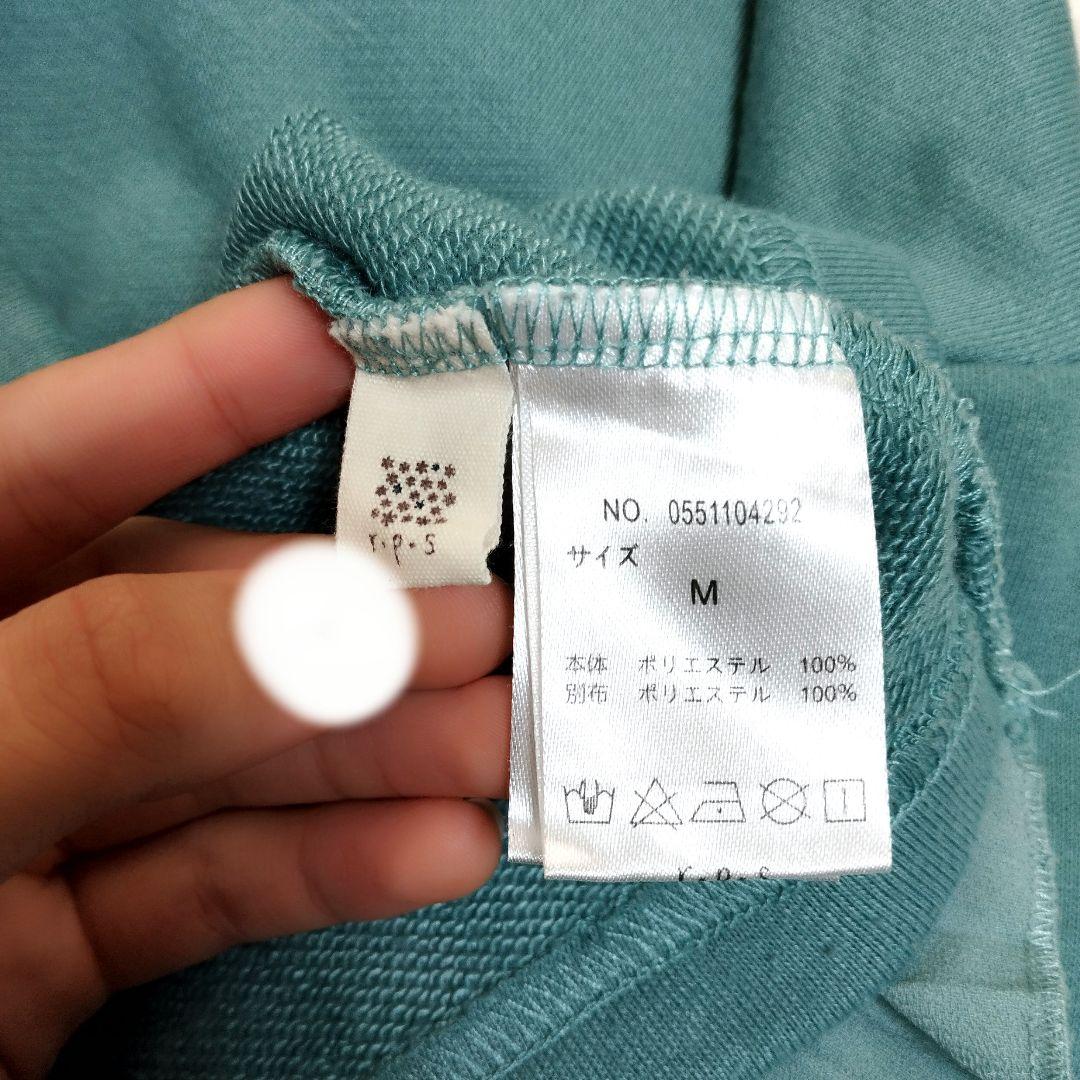 r・p・s
NO. 0551104292
サイズ
M
本体 ポリエステル 100%
別布 ポリエステル 100%
r・p・s